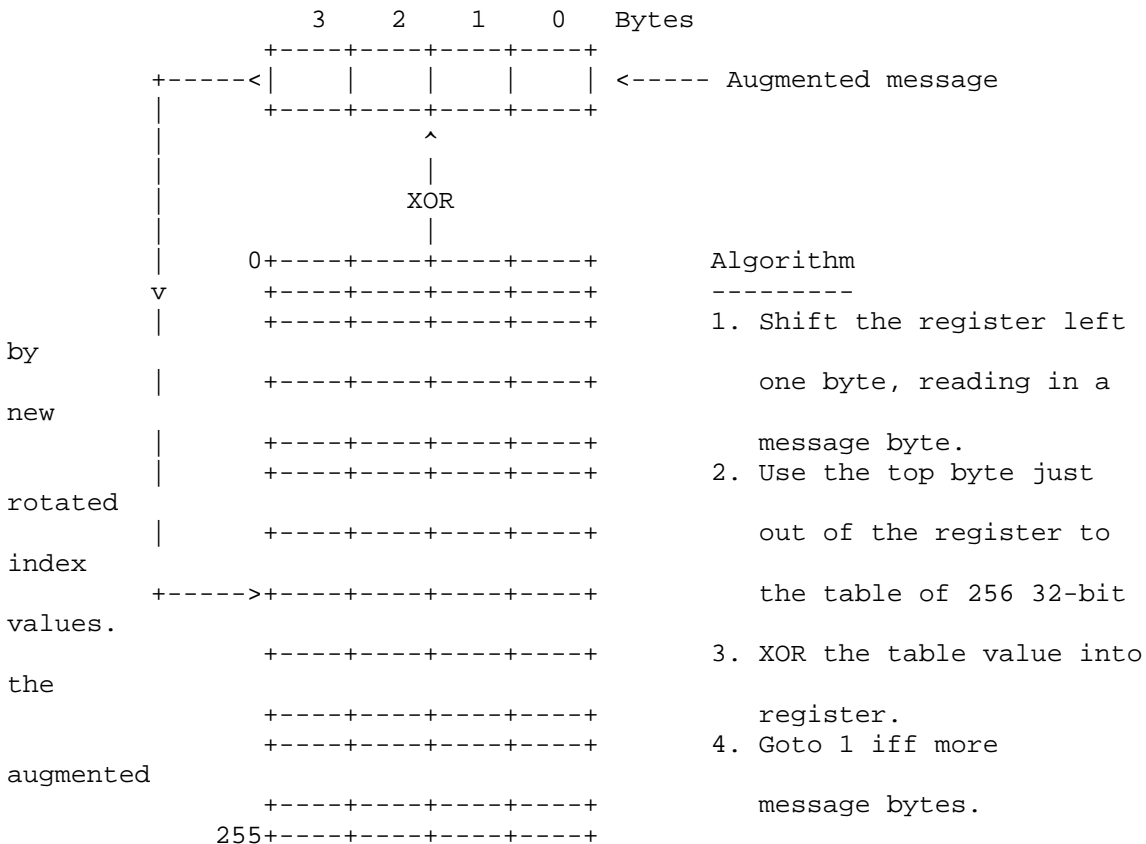 3    2    1    0   Bytes
+----+----+----+----+
+-----<|    |    |    |    | <----- Augmented message
|      +----+----+----+----+
|                ^
|                |
|               XOR
|                |
|     0+----+----+----+----+       Algorithm
v      +----+----+----+----+       ---------
|      +----+----+----+----+       1. Shift the register left
by
|      +----+----+----+----+          one byte, reading in a
new
|      +----+----+----+----+          message byte.
|      +----+----+----+----+       2. Use the top byte just
rotated
|      +----+----+----+----+          out of the register to
index
+----->+----+----+----+----+          the table of 256 32-bit
values.
+----+----+----+----+       3. XOR the table value into
the
+----+----+----+----+          register.
+----+----+----+----+       4. Goto 1 iff more
augmented
+----+----+----+----+          message bytes.
255+----+----+----+----+